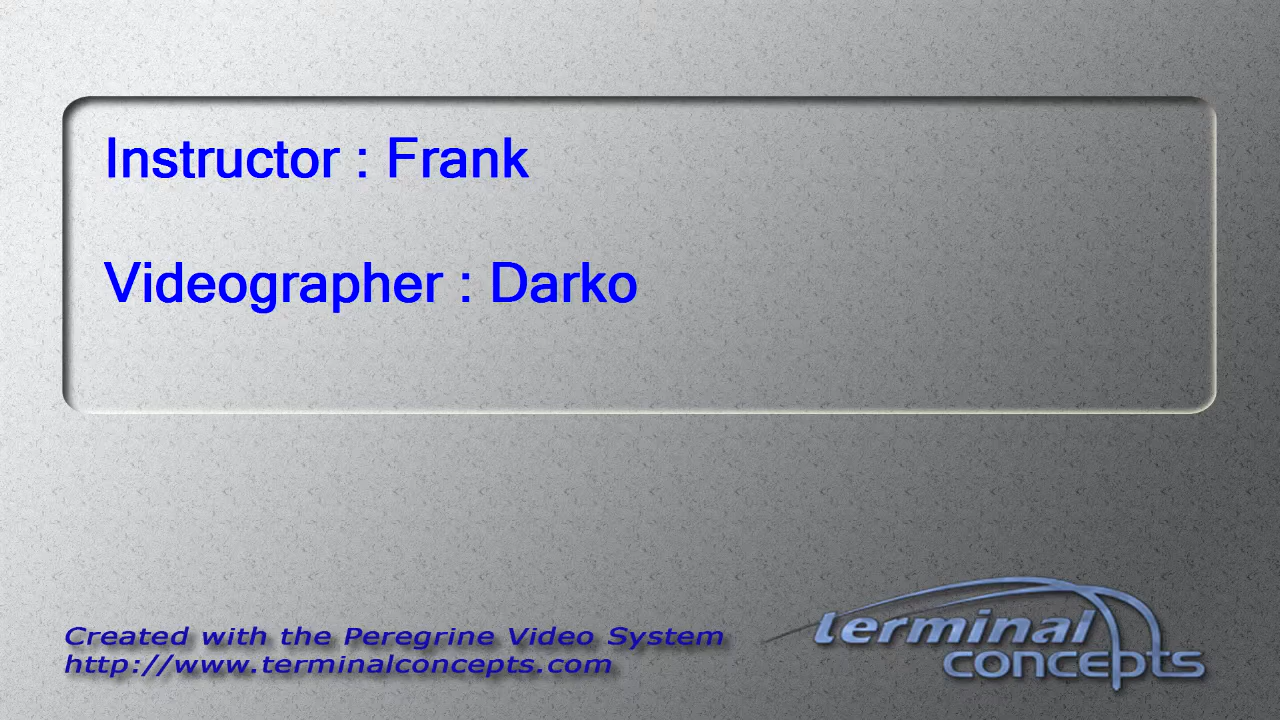 Instructor : Frank
Videographer : Darko
Created with the Peregrine Video System
http://www.terminalconcepts.com
terminal
concepts